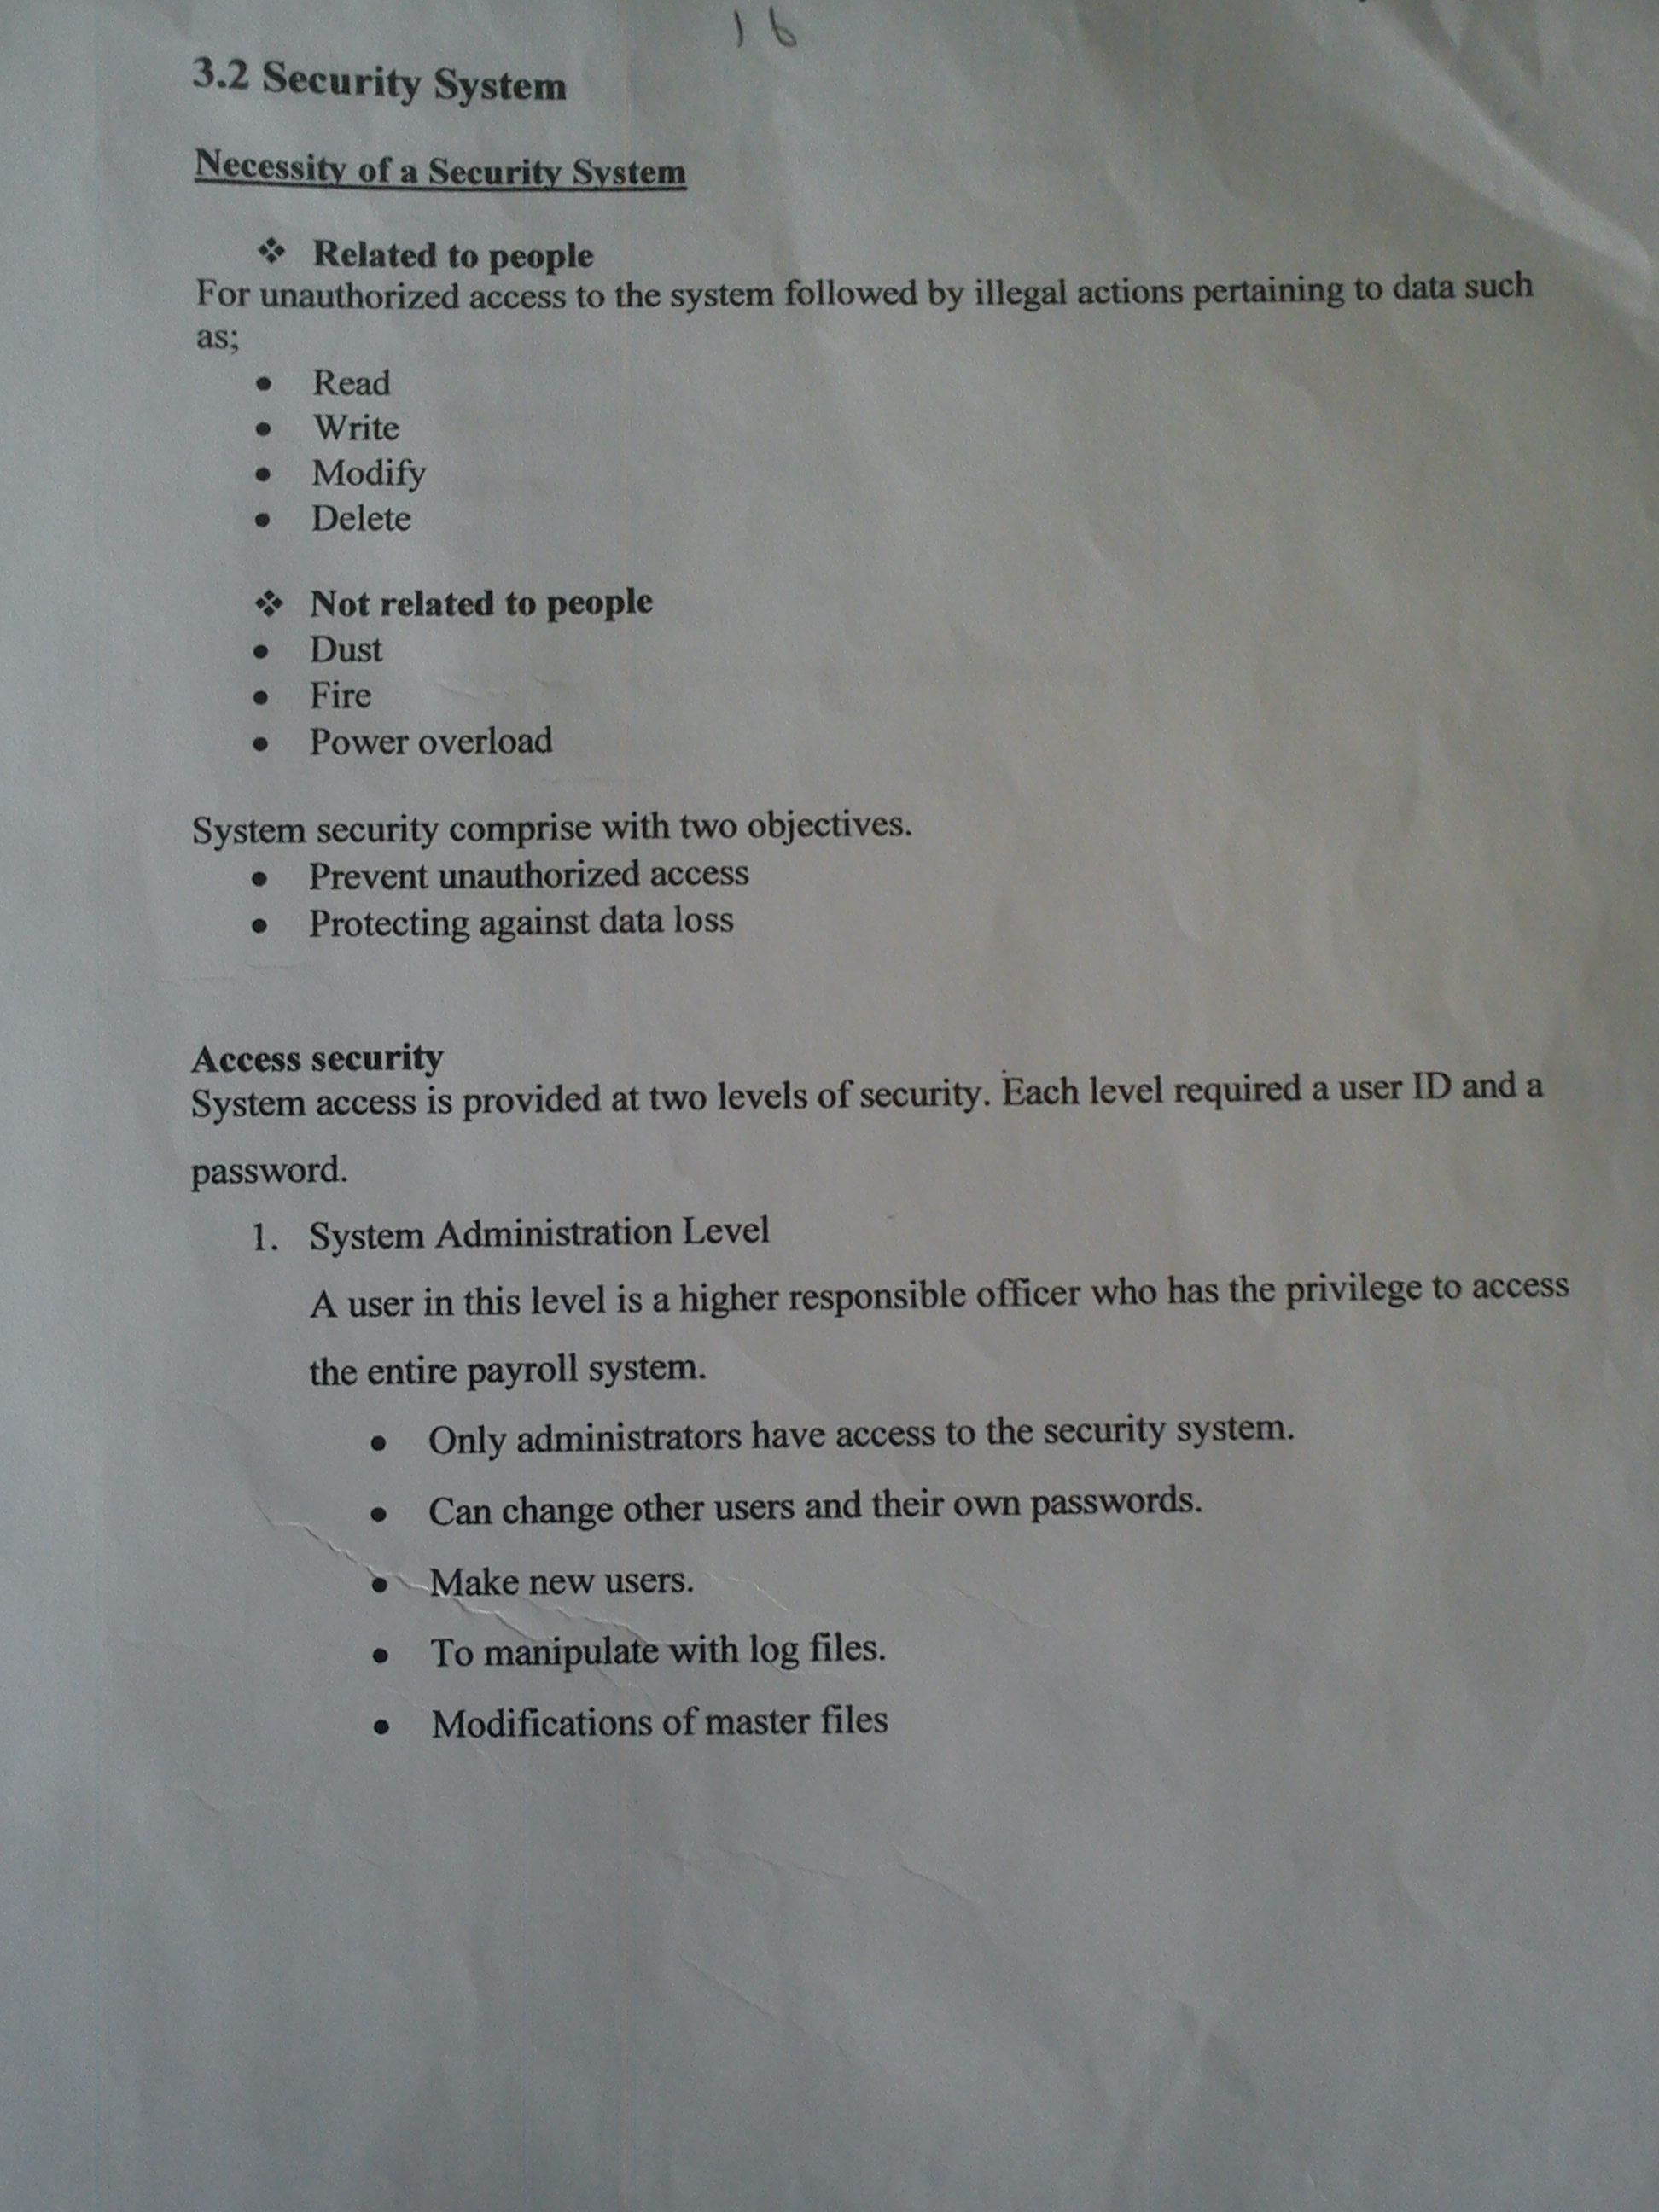 16
3.2 Security System
Necessity of a Security System
❖ Related to people
For unauthorized access to the system followed by illegal actions pertaining to data such
as;
• Read
• Write
• Modify
• Delete
❖ Not related to people
• Dust
• Fire
• Power overload
System security comprise with two objectives.
• Prevent unauthorized access
• Protecting against data loss
Access security
System access is provided at two levels of security. Each level required a user ID and a
password.
1. System Administration Level
A user in this level is a higher responsible officer who has the privilege to access
the entire payroll system.
• Only administrators have access to the security system.
• Can change other users and their own passwords.
• Make new users.
• To manipulate with log files.
• Modifications of master files